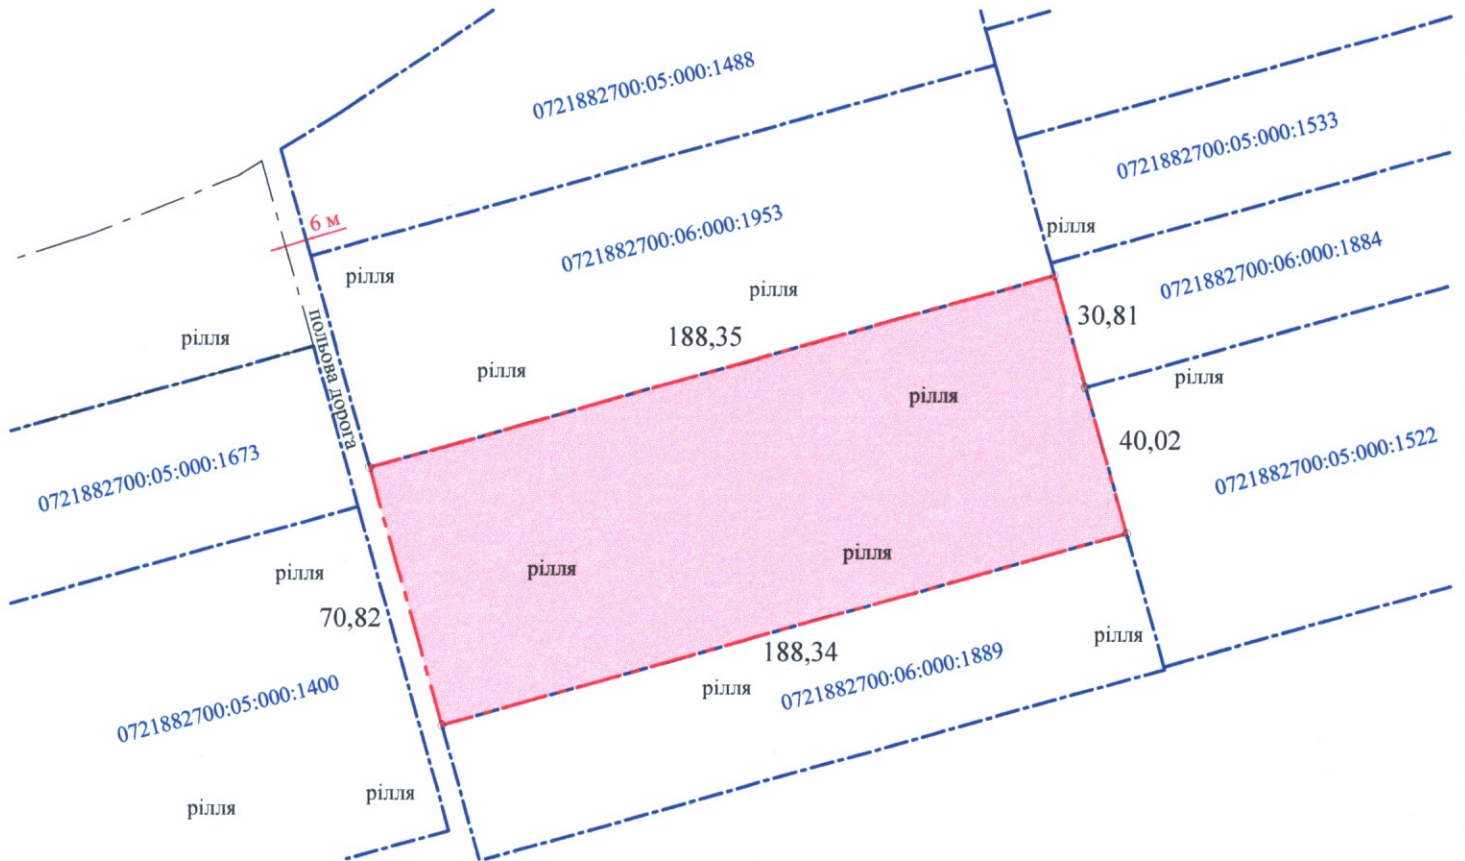 0721882700:05:000:1488
0721882700:05:000:1533
6 м
0721882700:06:000:1953
рілля
рілля
0721882700:06:000:1884
рілля
30,81
рілля
польова дорога
188,35
рілля
рілля
рілля
40,02
0721882700:05:000:1673
0721882700:05:000:1522
рілля
рілля
рілля
70,82
рілля
188,34
0721882700:06:000:1889
рілля
0721882700:05:000:1400
рілля
рілля